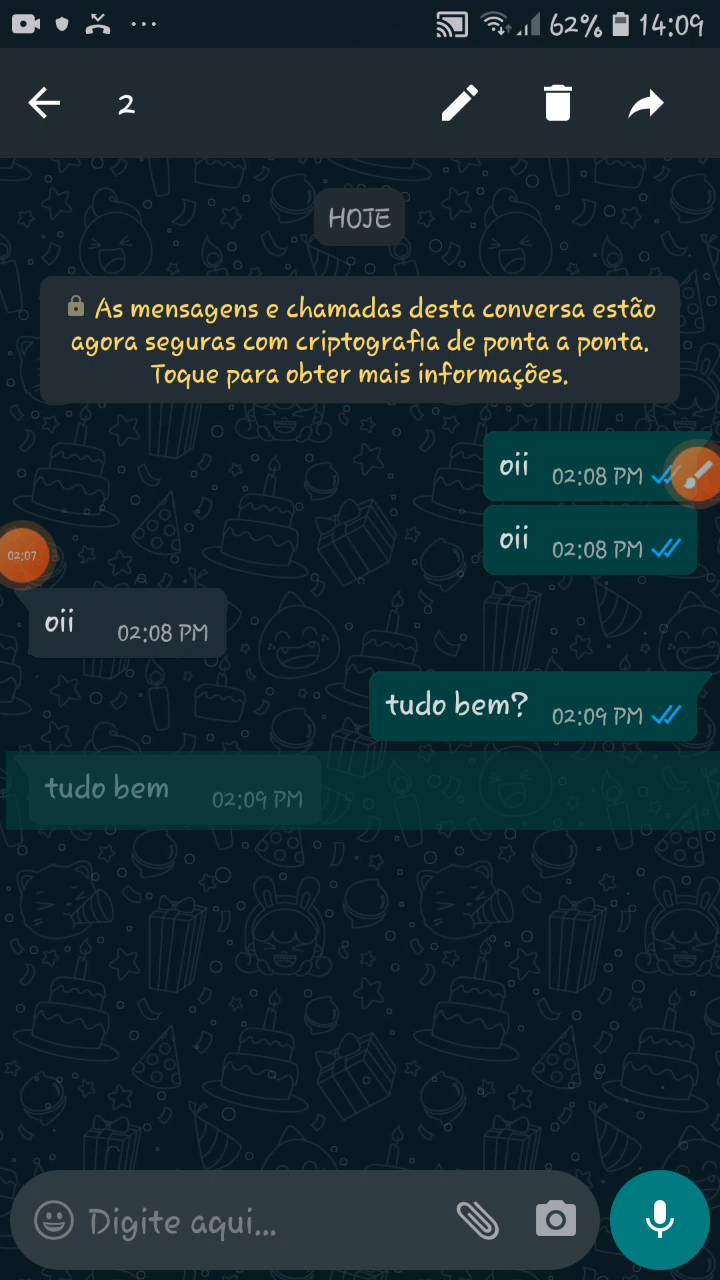 62% 14:09
2
HOJE
As mensagens e chamadas desta conversa estão
agora seguras com criptografia de ponta a ponta.
Toque para obter mais informações.
oii 02:08 PM
oii 02:08 PM
02:07
oii 02:08 PM
tudo bem? 02:09 PM
tudo bem 02:09 PM
Digite aqui...